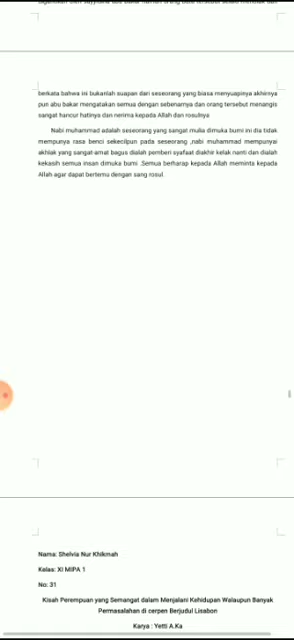 berkata bahwa ini bukanlah suapan dari seseorang yang biasa menyuapinya akhirnya
pun abu bakar mengatakan semua dengan sebenarnya dan orang tersebut menangis
sangat hancur hatinya dan nerima kepada Allah dan rosulnya
Nabi muhammad adalah seseorang yang sangat mulia dimuka bumi ini dia tidak
mempunya rasa benci sekecilpun pada seseorang ,nabi muhammad mempunyai
akhlak yang sangat-amat bagus dialah pemberi syafaat diakhir kelak nanti dan dialah
kekasih semua insan dimuka bumi .Semua berharap kepada Allah meminta kepada
Allah agar dapat bertemu dengan sang rosul.
Nama: Shelvia Nur Khikmah
Kelas: XI MIPA 1
No: 31
Kisah Perempuan yang Semangat dalam Menjalani Kehidupan Walaupun Banyak
Permasalahan di cerpen Berjudul Lisabon
Karya : Yetti A.Ka